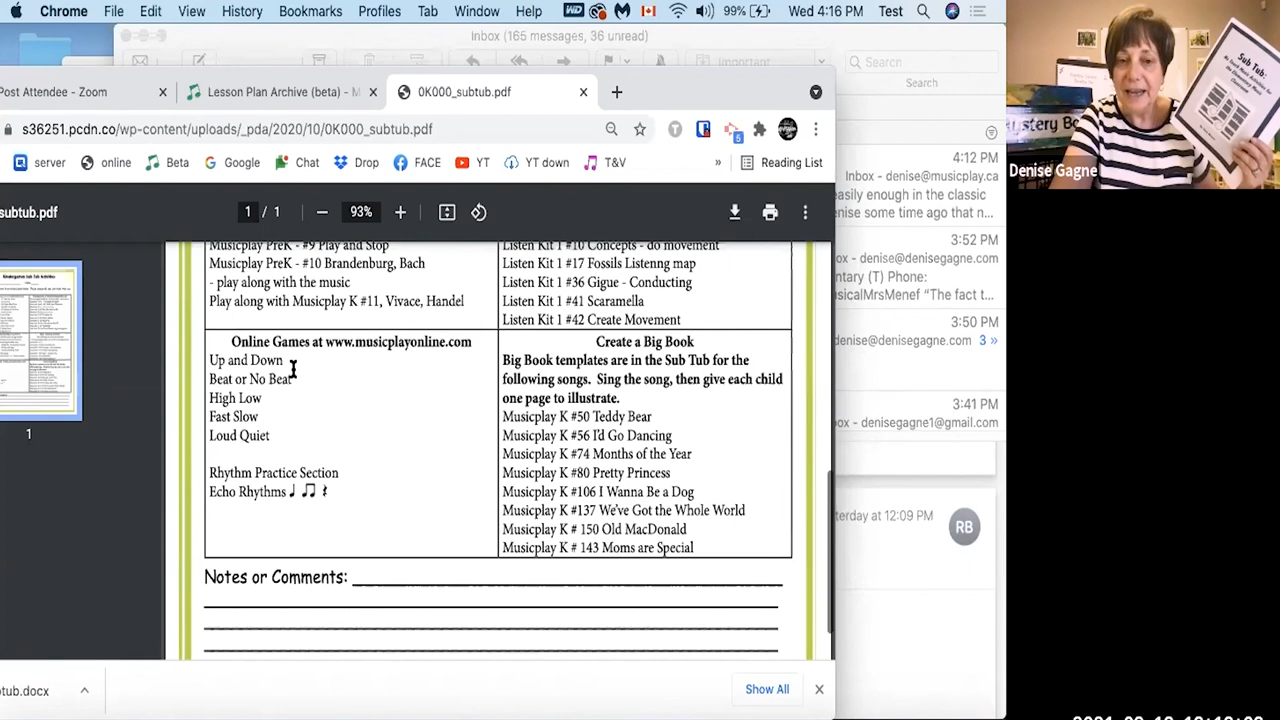 Chrome File Edit View History Bookmarks Profiles Tab Window Help 99% Wed 4:16 PM Test
Inbox (165 messages, 36 unread)
Important
Search
Search
Post Attendee - Zoom
Lesson Plan Archive (beta) - M
0K000_subtub.pdf
s36251.pcdn.co/wp-content/uploads/_pda/2020/10/0K000_subtub.pdf
6
server online Beta Google Chat Drop FACE YT YT down T&V » Reading List
subtub.pdf
1 / 1
93%
Musicplay PreK - #9 Play and Stop
Musicplay PreK - #10 Brandenburg, Bach
- play along with the music
Play along with Musicplay K #11, Vivace, Handel
Listen Kit 1 #10 Concepts - do movement
Listen Kit 1 #17 Fossils Listenng map
Listen Kit 1 #36 Gigue - Conducting
Listen Kit 1 #41 Scaramella
Listen Kit 1 #42 Create Movement
Online Games at www.musicplayonline.com
Up and Down
Beat or No Beat
High Low
Fast Slow
Loud Quiet
Rhythm Practice Section
Echo Rhythms
Create a Big Book
Big Book templates are in the Sub Tub for the
following songs. Sing the song, then give each child
one page to illustrate.
Musicplay K #50 Teddy Bear
Musicplay K #56 I'd Go Dancing
Musicplay K #74 Months of the Year
Musicplay K #80 Pretty Princess
Musicplay K #106 I Wanna Be a Dog
Musicplay K #137 We've Got the Whole World
Musicplay K # 150 Old MacDonald
Musicplay K # 143 Moms are Special
Notes or Comments:
1
tub.docx
Show All
4:12 PM
Inbox - denise@musicplay.ca
easily enough in the classic
enise some time ago that n...
3:52 PM
denise@denisegagne.com
ntary (T) Phone:
sicalMrsMenef “The fact t...
3:50 PM
denise@denisegagne.com 3 »
3:41 PM
box - denisegagne1@gmail.com
terday at 12:09 PM
RB
Mystery Bo
Sub Tub:
Denise Gagne